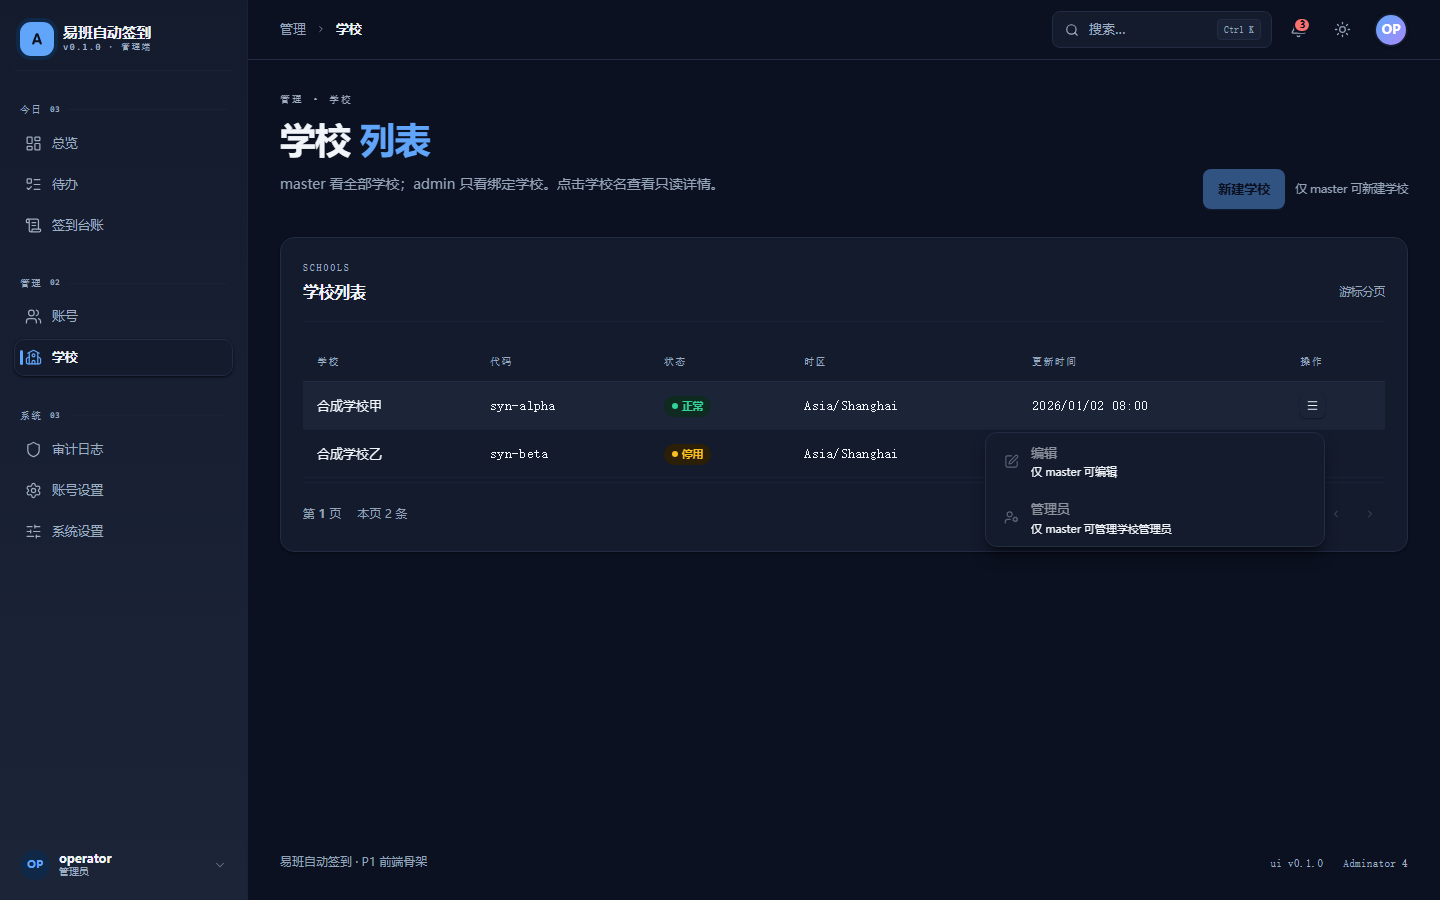 A
易班自动签到
v0.1.0 · 管理端
管理 › 学校
搜索...
Ctrl K
3
OP
今日 03
总览
待办
签到台账
管理 02
账号
学校
系统 03
审计日志
账号设置
系统设置
管理 · 学校
学校 列表
master 看全部学校；admin 只看绑定学校。点击学校名查看只读详情。
新建学校
仅 master 可新建学校
SCHOOLS
学校列表
游标分页
学校 代码 状态 时区 更新时间 操作
合成学校甲 syn-alpha 正常 Asia/Shanghai 2026/01/02 08:00
合成学校乙 syn-beta 停用 Asia/Shanghai
编辑
仅 master 可编辑
管理员
仅 master 可管理学校管理员
第 1 页 本页 2 条
OP
operator
管理员
易班自动签到 · P1 前端骨架
ui v0.1.0 Adminator 4